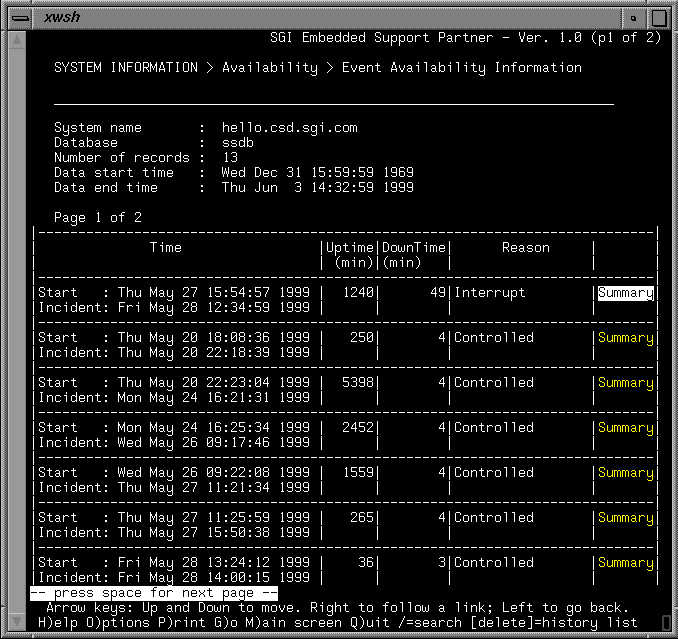 xwsh
SGI Embedded Support Partner - Ver. 1.0 (p1 of 2)
SYSTEM INFORMATION > Availability > Event Availability Information
System name : hello.csd.sgi.com
Database : ssdb
Number of records : 13
Data start time : Wed Dec 31 15:59:59 1969
Data end time : Thu Jun 3 14:32:59 1999
Page 1 of 2
Time |Uptime|DownTime| Reason
(min)|(min)
Start : Thu May 27 15:54:57 1999 | 1240| 49|Interrupt |Summary|
Incident: Fri May 28 12:34:59 1999
Start : Thu May 20 18:08:36 1999 | 250| 4|Controlled |Summary|
Incident: Thu May 20 22:18:39 1999
Start : Thu May 20 22:23:04 1999 | 5398| 4|Controlled |Summary|
Incident: Mon May 24 16:21:31 1999
Start : Mon May 24 16:25:34 1999 | 2452| 4|Controlled |Summary|
Incident: Wed May 26 09:17:46 1999
Start : Wed May 26 09:22:08 1999 | 1559| 4|Controlled |Summary|
Incident: Thu May 27 11:21:34 1999
Start : Thu May 27 11:25:59 1999 | 265| 4|Controlled |Summary|
Incident: Thu May 27 15:50:38 1999
Start : Fri May 28 13:24:12 1999 | 36| 3|Controlled |Summary|
Incident: Fri May 28 14:00:15 1999
-- press space for next page --
Arrow keys: Up and Down to move. Right to follow a link; Left to go back.
H)elp O)ptions P)rint G)o M)ain screen Q)uit /=search [delete]=history list